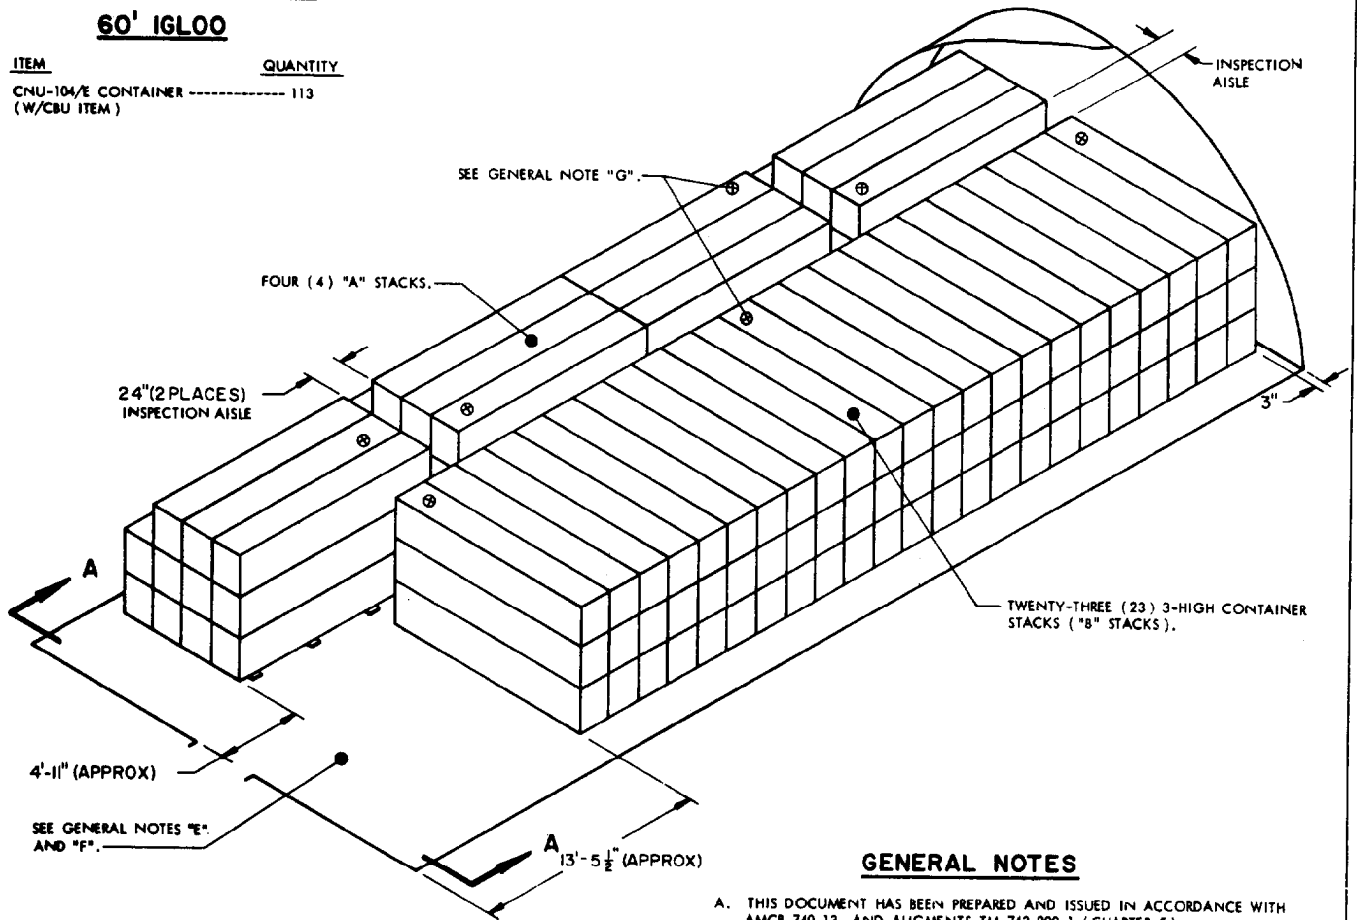 60' IGLOO
ITEM QUANTITY
CNU-104/E CONTAINER ------------- 113
(W/CBU ITEM)
INSPECTION
AISLE
SEE GENERAL NOTE "G".
FOUR (4) "A" STACKS.
24"(2 PLACES)
INSPECTION AISLE
3"
A
TWENTY-THREE (23) 3-HIGH CONTAINER
STACKS ("B" STACKS).
4'-11" (APPROX)
SEE GENERAL NOTES "E".
AND "F".
A
13'-5 1/2" (APPROX)
GENERAL NOTES
A. THIS DOCUMENT HAS BEEN PREPARED AND ISSUED IN ACCORDANCE WITH